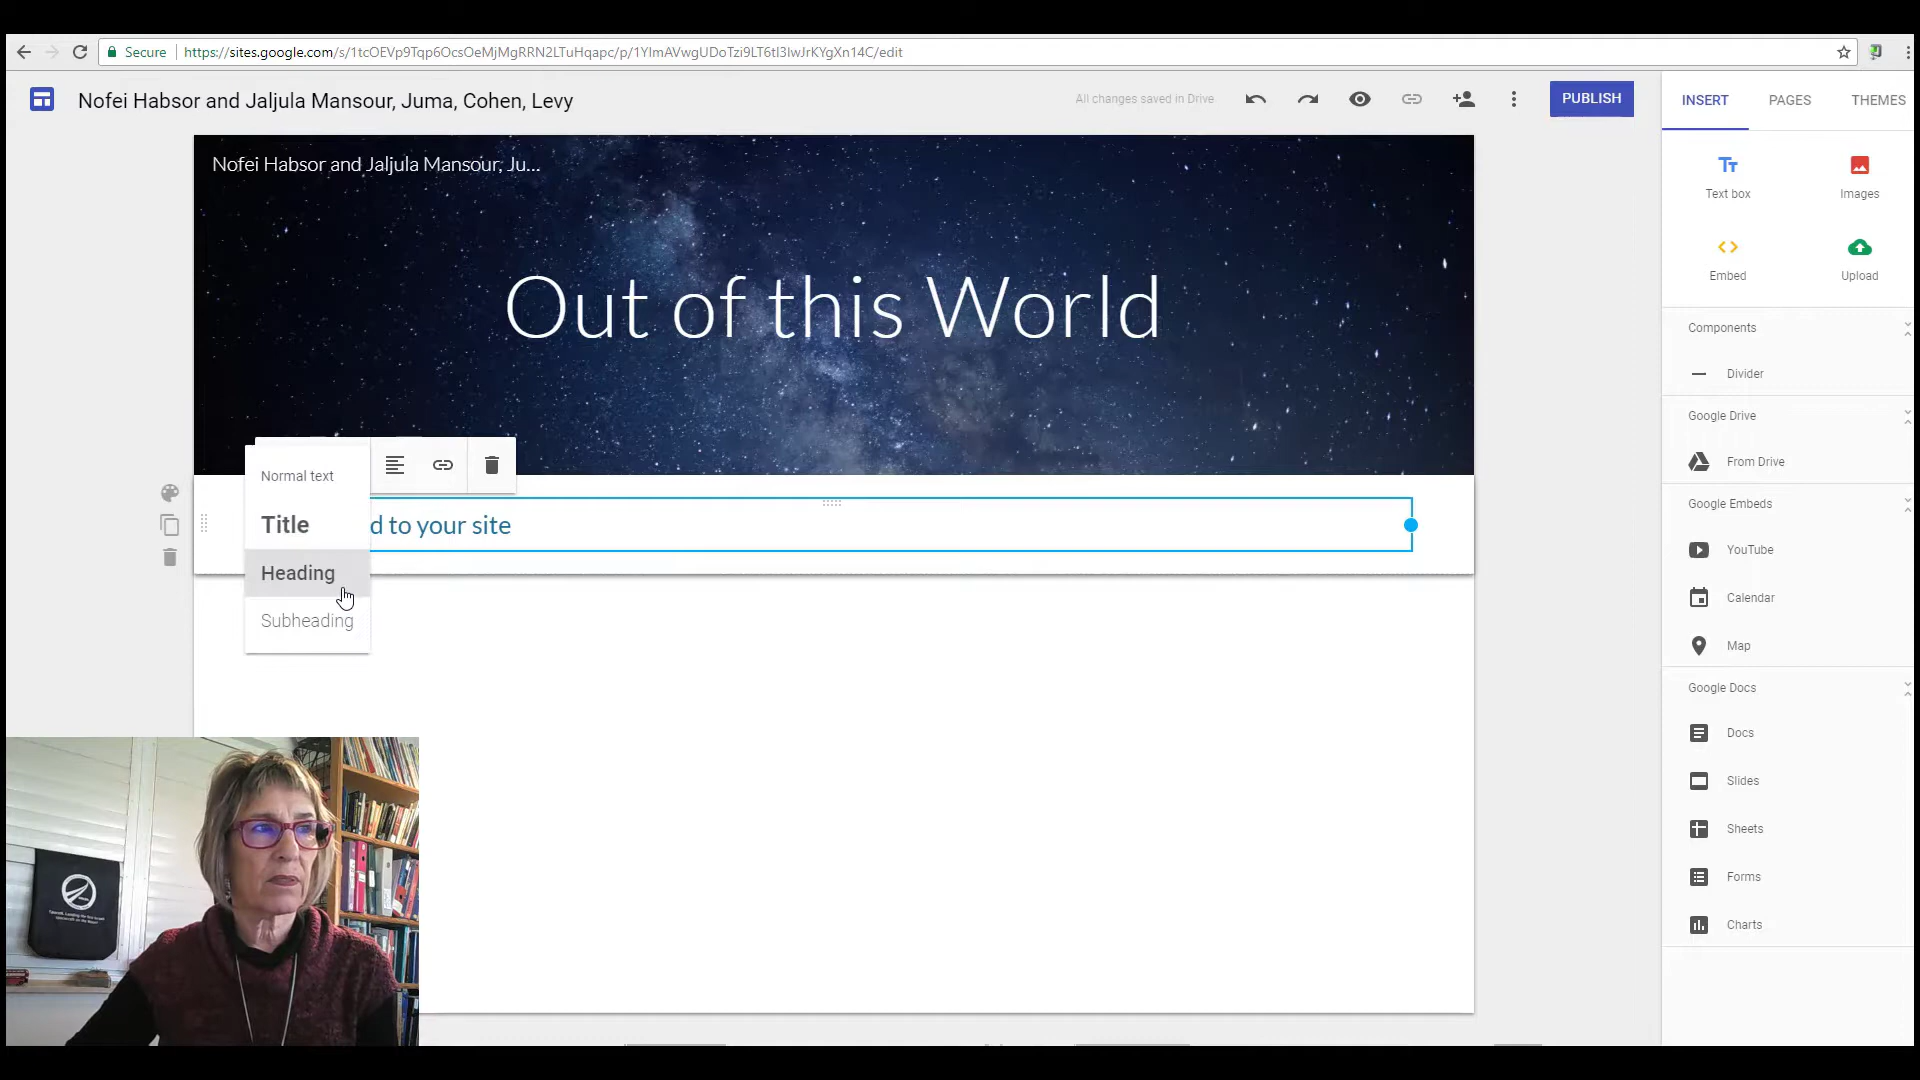 Secure
https://sites.google.com/s/1tcOEVp9Tqp6OcsOeMjMgRRN2LTuHqapc/p/1YImAVwgUDoTzi9LT6tI3IwJrKYgXn14C/edit
Nofei Habsor and Jaljula Mansour, Juma, Cohen, Levy
All changes saved in Drive
PUBLISH
INSERT
PAGES
THEMES
Nofei Habsor and Jaljula Mansour, Ju...
Out of this World
Normal text
Title
Heading
Subheading
d to your site
Text box
Images
Embed
Upload
Components
Divider
Google Drive
From Drive
Google Embeds
YouTube
Calendar
Map
Google Docs
Docs
Slides
Sheets
Forms
Charts